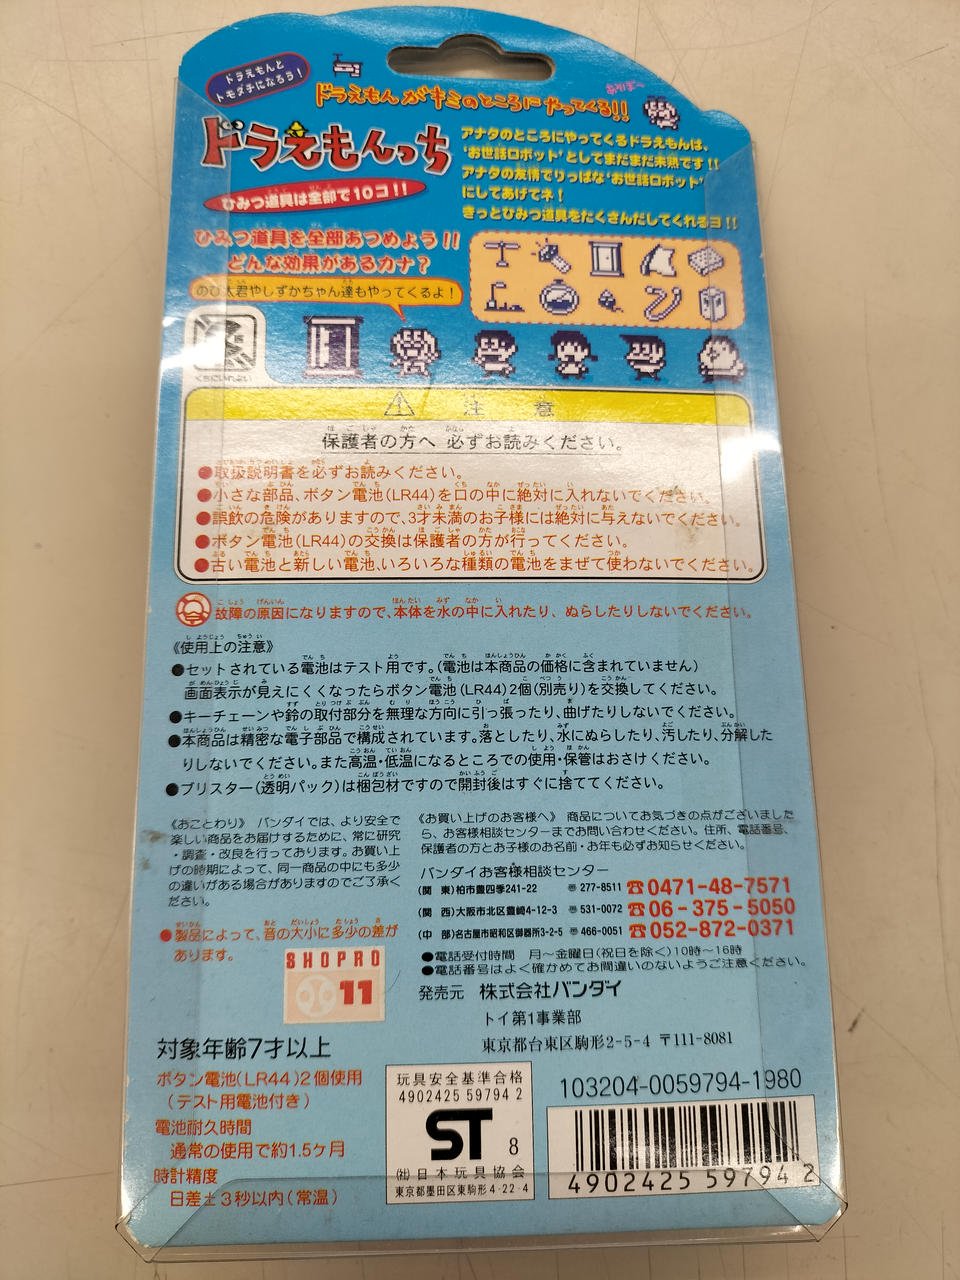 ドラえもんと
トモダチになろう!
ドラえもんがキミのところにやってくる!!
ドラえもんっち
ひみつ道具は全部で10コ!!
アナタのところにやってくるドラえもんは、
'お世話ロボット'としてまだまだ未熟です!!
アナタの友情でりっぱな'お世話ロボット'
にしてあげてネ!
きっとひみつ道具をたくさんだしてくれるヨ!!
ひみつ道具を全部あつめよう!!
どんな効果があるカナ?
のび太君やしずかちゃん達もやってくるよ!
くちにいれない
注意
保護者の方へ 必ずお読みください。
●取扱説明書を必ずお読みください。
●小さな部品、ボタン電池(LR44)を口の中に絶対に入れないでください。
●誤飲の危険がありますので、3才未満のお子様には絶対に与えないでください。
●ボタン電池(LR44)の交換は保護者の方が行ってください。
●古い電池と新しい電池、いろいろな種類の電池をまぜて使わないでください。
故障の原因になりますので、本体を水の中に入れたり、ぬらしたりしないでください。
《使用上の注意》
●セットされている電池はテスト用です。(電池は本商品の価格に含まれていません)
画面表示が見えにくくなったらボタン電池(LR44)2個(別売り)を交換してください。
●キーチェーンや鈴の取付部分を無理な方向に引っ張ったり、曲げたりしないでください。
●本商品は精密な電子部品で構成されています。落としたり、水にぬらしたり、汚したり、分解した
りしないでください。また高温・低温になるところでの使用・保管はおさけください。
●ブリスター(透明パック)は梱包材ですので開封後はすぐに捨ててください。
《おことわり》 バンダイでは、より安全で
楽しい商品をお届けするために、常に研究
・調査・改良を行っております。お買い上
げの時期によって、同一商品の中にも多少
の違いがある場合がありますのでご了承く
ださい。
●製品によって、音の大小に多少の差が
あります。
《お買い上げのお客様へ》 商品についてお気づきの点がございました
ら、お客様相談センターまでお問い合わせください。住所、電話番号、
保護者の方とお子様のお名前・お年も必ずお知らせください。
バンダイお客様相談センター
(関 東)柏市豊四季241-22 〠277-8511 ☎0471-48-7571
(関 西)大阪市北区豊崎4-12-3 〠531-0072 ☎06-375-5050
(中 部)名古屋市昭和区御器所3-2-5 〠466-0051 ☎052-872-0371
●電話受付時間 月〜金曜日(祝日を除く)10時〜16時
●電話番号はよく確かめてお間違いのないようご注意ください。
発売元 株式会社バンダイ
トイ第1事業部
東京都台東区駒形2-5-4 〒111-8081
SHOPRO
11
対象年齢7才以上
ボタン電池(LR44)2個使用
(テスト用電池付き)
電池耐久時間
通常の使用で約1.5ヶ月
時計精度
日差±3秒以内(常温)
玩具安全基準合格
4902425 59794 2
ST 8
(社)日本玩具協会
東京都墨田区東駒形4-22-4
103204-0059794-1980
4902425 59794 2